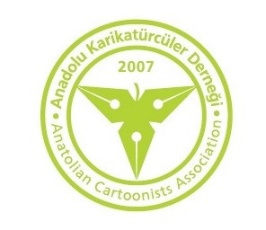 • Anadolu Karikatürcüler Derneği •
2007
Anatolian Cartoonists Association